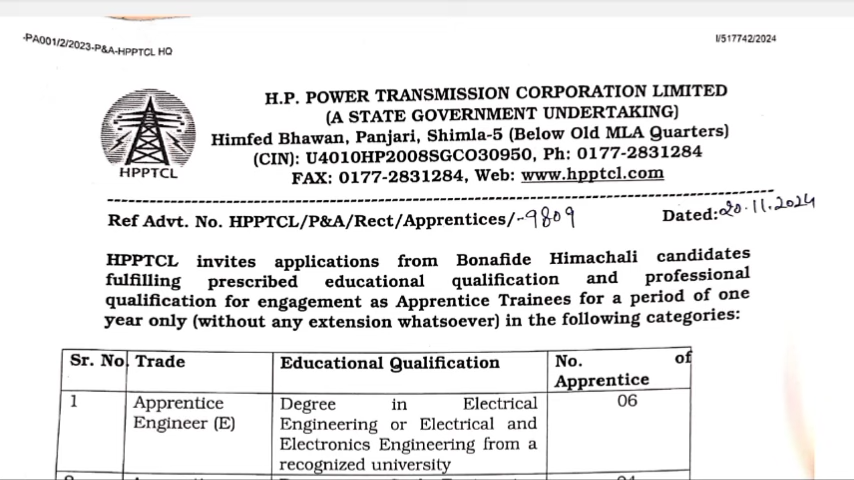 -PA001/2/2023-P&A-HPPTCL HQ
I/517742/2024
H.P. POWER TRANSMISSION CORPORATION LIMITED
(A STATE GOVERNMENT UNDERTAKING)
Himfed Bhawan, Panjari, Shimla-5 (Below Old MLA Quarters)
(CIN): U4010HP2008SGCO30950, Ph: 0177-2831284
FAX: 0177-2831284, Web: www.hpptcl.com
HPPTCL
Ref Advt. No. HPPTCL/P&A/Rect/Apprentices/-9809 Dated:20.11.2024
HPPTCL invites applications from Bonafide Himachali candidates
fulfilling prescribed educational qualification and professional
qualification for engagement as Apprentice Trainees for a period of one
year only (without any extension whatsoever) in the following categories:
Sr. No Trade Educational Qualification No. of
Apprentice
1 Apprentice Degree in Electrical 06
Engineer (E) Engineering or Electrical and
Electronics Engineering from a
recognized university